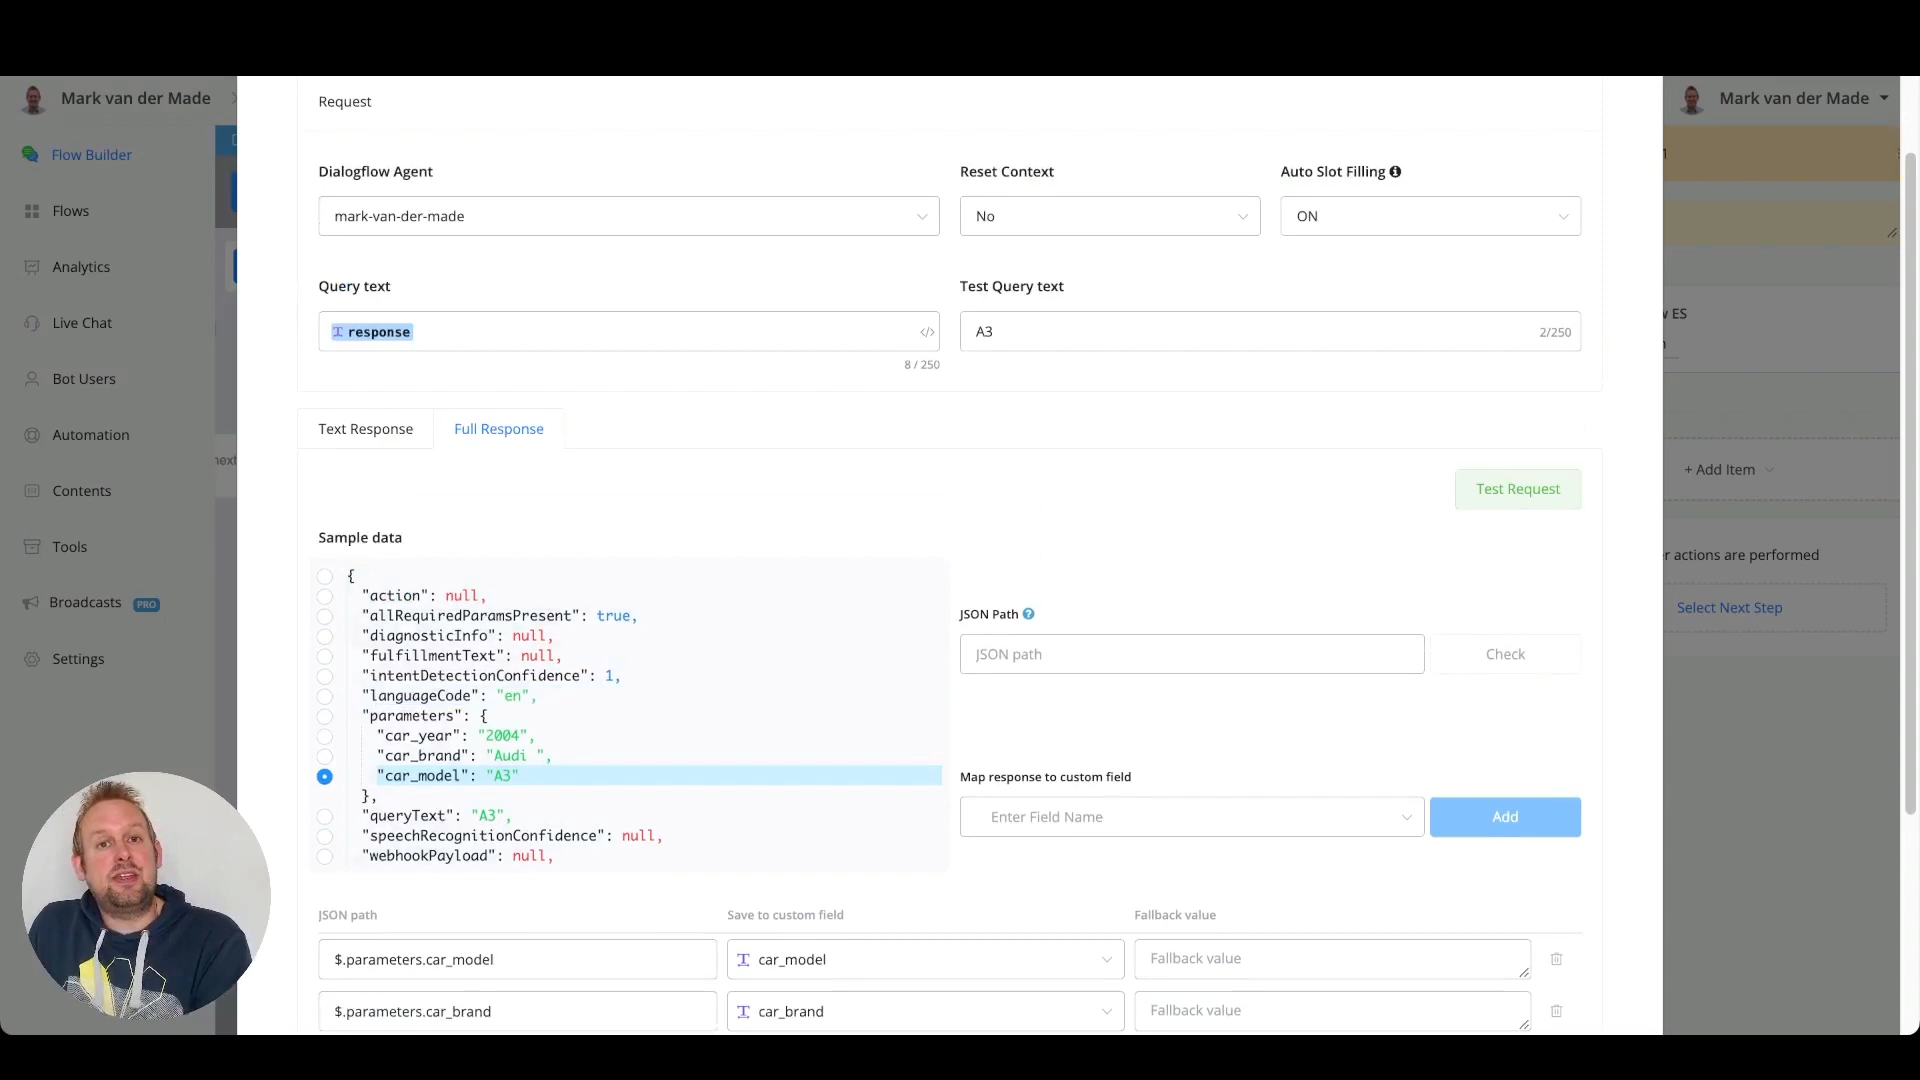 Mark van der Made
Flow Builder
Flows
Analytics
Live Chat
Bot Users
Automation
Contents
Tools
Broadcasts PRO
Settings
next
Request
Dialogflow Agent
mark-van-der-made
Reset Context
No
Auto Slot Filling
ON
Query text
response
8 / 250
Test Query text
A3
2/250
Text Response
Full Response
Test Request
Sample data
{
"action": null,
"allRequiredParamsPresent": true,
"diagnosticInfo": null,
"fulfillmentText": null,
"intentDetectionConfidence": 1,
"languageCode": "en",
"parameters": {
"car_year": "2004",
"car_brand": "Audi ",
"car_model": "A3"
},
"queryText": "A3",
"speechRecognitionConfidence": null,
"webhookPayload": null,
JSON Path
JSON path
Check
Map response to custom field
Enter Field Name
Add
JSON path
Save to custom field
Fallback value
$.parameters.car_model
car_model
Fallback value
$.parameters.car_brand
car_brand
Fallback value
Mark van der Made
ES
+ Add Item
actions are performed
Select Next Step